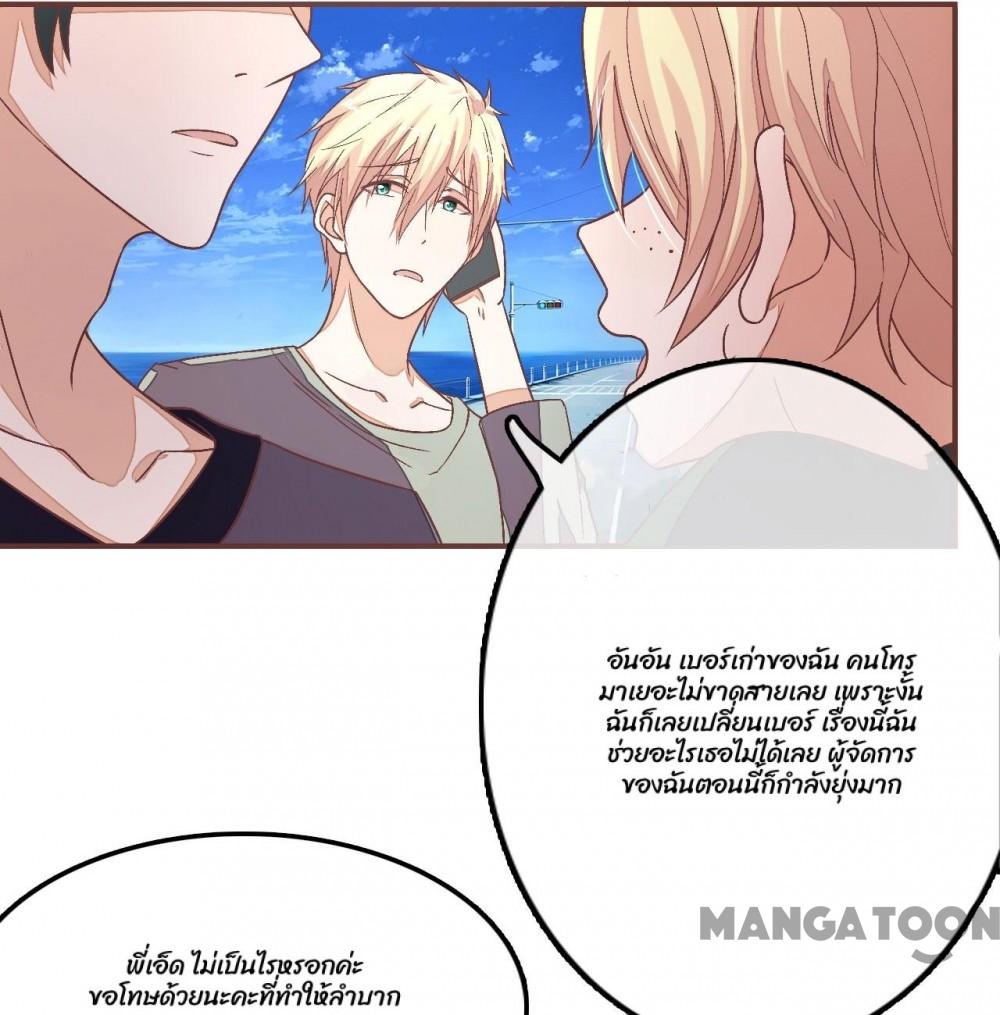 อันอัน เบอร์เก่าของฉัน คนโทร
มาเยอะไม่ขาดสายเลย เพราะงั้น
ฉันก็เลยเปลี่ยนเบอร์ เรื่องนี้ฉัน
ช่วยอะไรเธอไม่ได้เลย ผู้จัดการ
ของฉันตอนนี้ก็กำลังยุ่งมาก
MANGATOON
พี่เอ็ด ไม่เป็นไรหรอกค่ะ
ขอโทษด้วยนะคะที่ทำให้ลำบาก